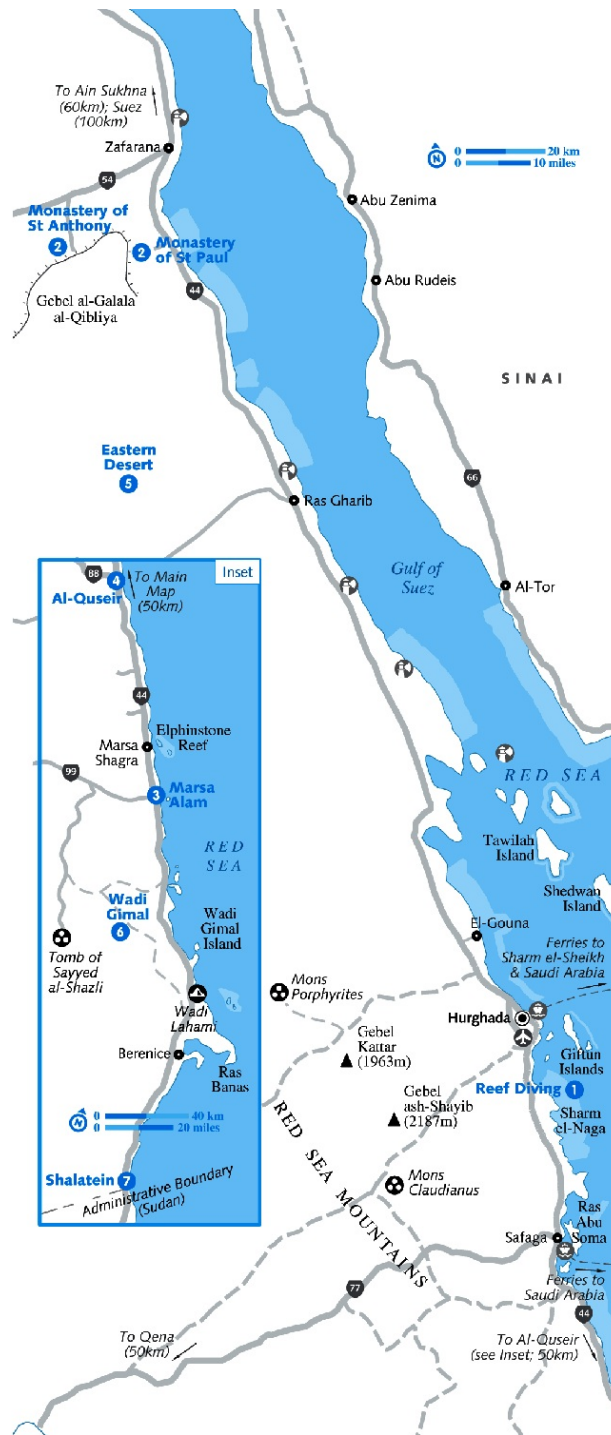 To Ain Sukhna
(60km); Suez
(100km)
Zafarana
0 20 km
N
0 10 miles
54
Monastery of
St Anthony
2
2
Monastery
of St Paul
Abu Zenima
Gebel al-Galala
al-Qibliya
44
Abu Rudeis
SINAI
Eastern
Desert
5
Ras Gharib
66
Gulf of
Suez
Al-Tor
Inset
88
4
To Main
Map
(50km)
Al-Quseir
44
Elphinstone
Reef
Marsa
Shagra
99
3
Marsa
Alam
RED
SEA
Wadi
Gimal
6
Wadi
Gimal
Island
Tomb of
Sayyed
al-Shazli
Wadi
Lahami
Berenice
Ras
Banas
0 40 km
N
0 20 miles
Shalatein
7
Administrative Boundary
(Sudan)
RED SEA
Tawilah
Island
Shedwan
Island
El-Gouna
Ferries to
Sharm el-Sheikh
& Saudi Arabia
Mons
Porphyrites
Hurghada
Gebel
Kattar
(1963m)
Giftun
Islands
Reef Diving
1
Gebel
ash-Shayib
(2187m)
Sharm
el-Naga
RED SEA MOUNTAINS
Mons
Claudianus
Ras
Abu
Soma
Safaga
Ferries to
Saudi Arabia
77
44
To Qena
(50km)
To Al-Quseir
(see Inset; 50km)